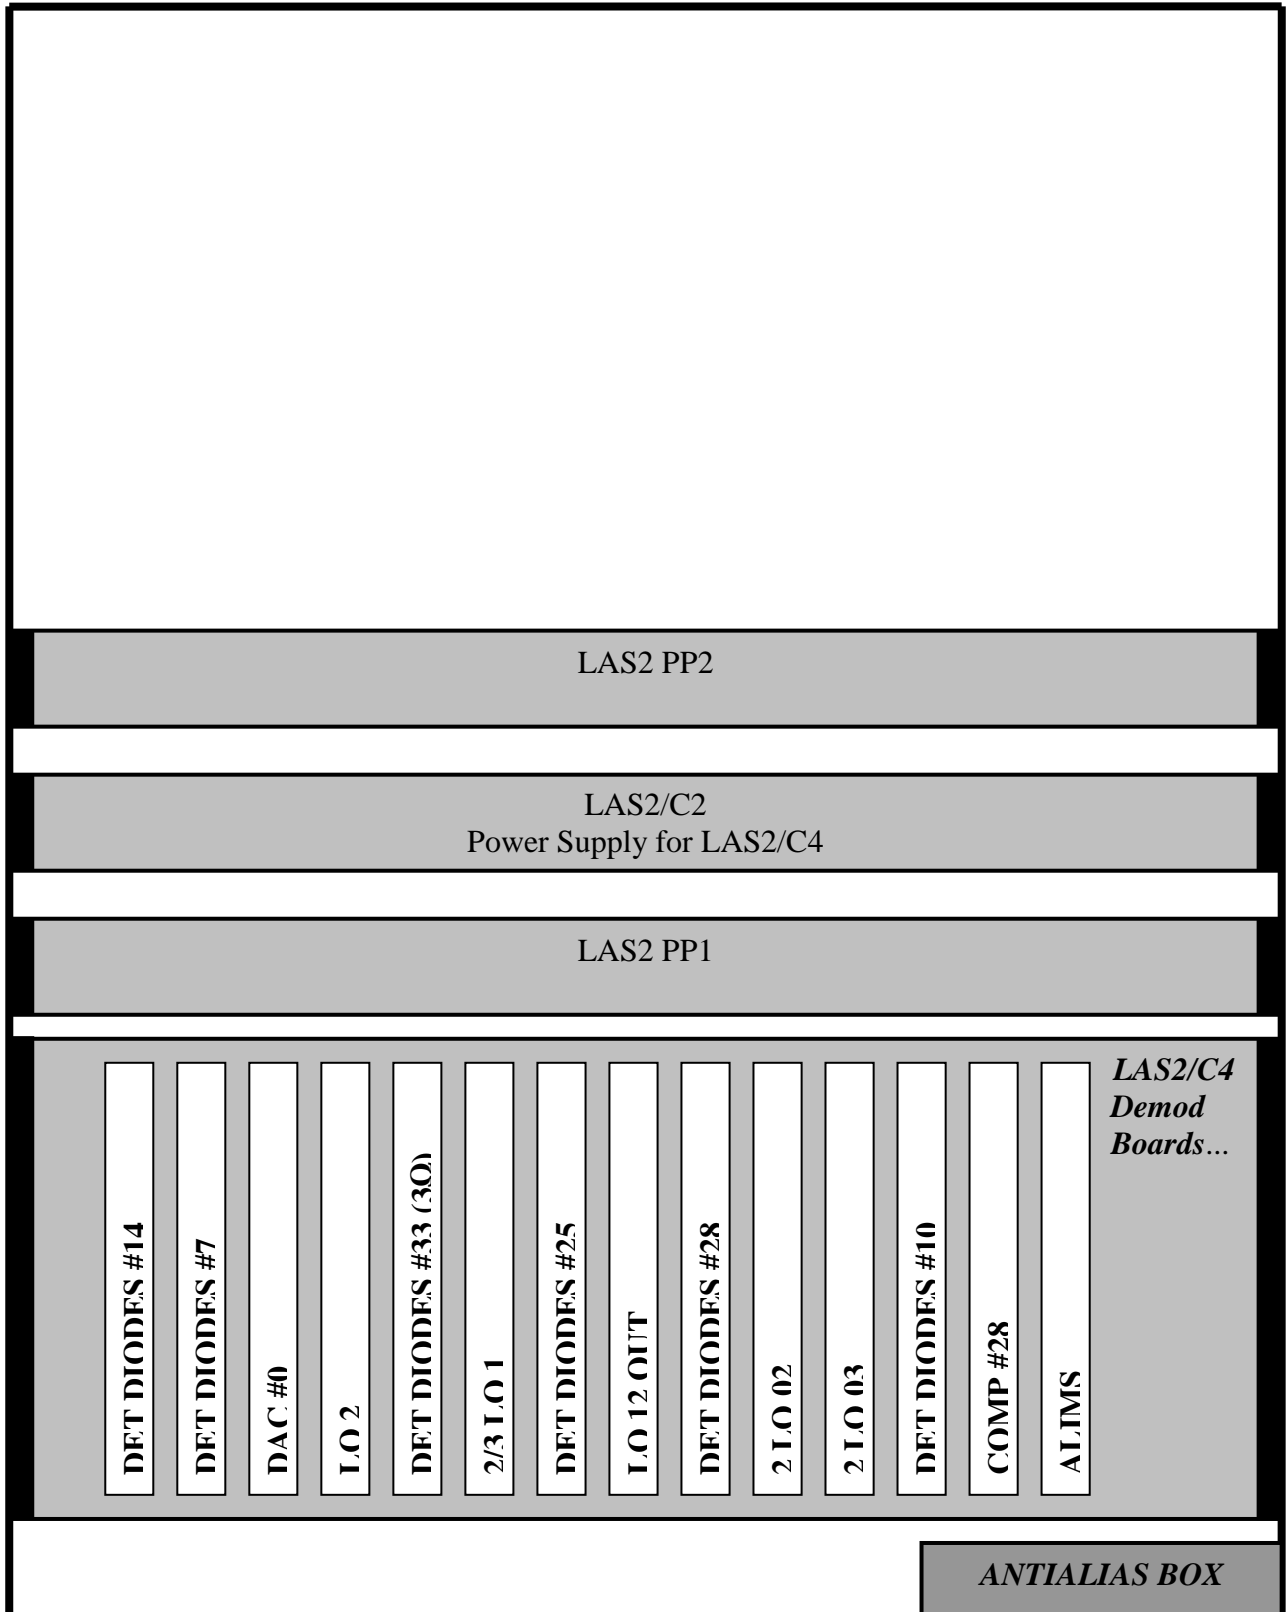 LAS2 PP2
LAS2/C2
Power Supply for LAS2/C4
LAS2 PP1
DET DIODES #14
DET DIODES #7
DAC #0
LO 2
DET DIODES #33 (3Ω)
2/3 LO 1
DET DIODES #25
LO 12 OUT
DET DIODES #28
2 LO 02
2 LO 03
DET DIODES #10
COMP #28
ALIMS
LAS2/C4
Demod
Boards…
ANTIALIAS BOX